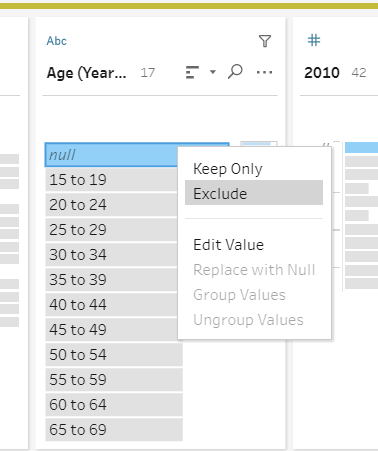 Abc
#
Age (Year... 17
2010 42
null
15 to 19
20 to 24
25 to 29
30 to 34
35 to 39
40 to 44
45 to 49
50 to 54
55 to 59
60 to 64
65 to 69
Keep Only
Exclude
Edit Value
Replace with Null
Group Values
Ungroup Values